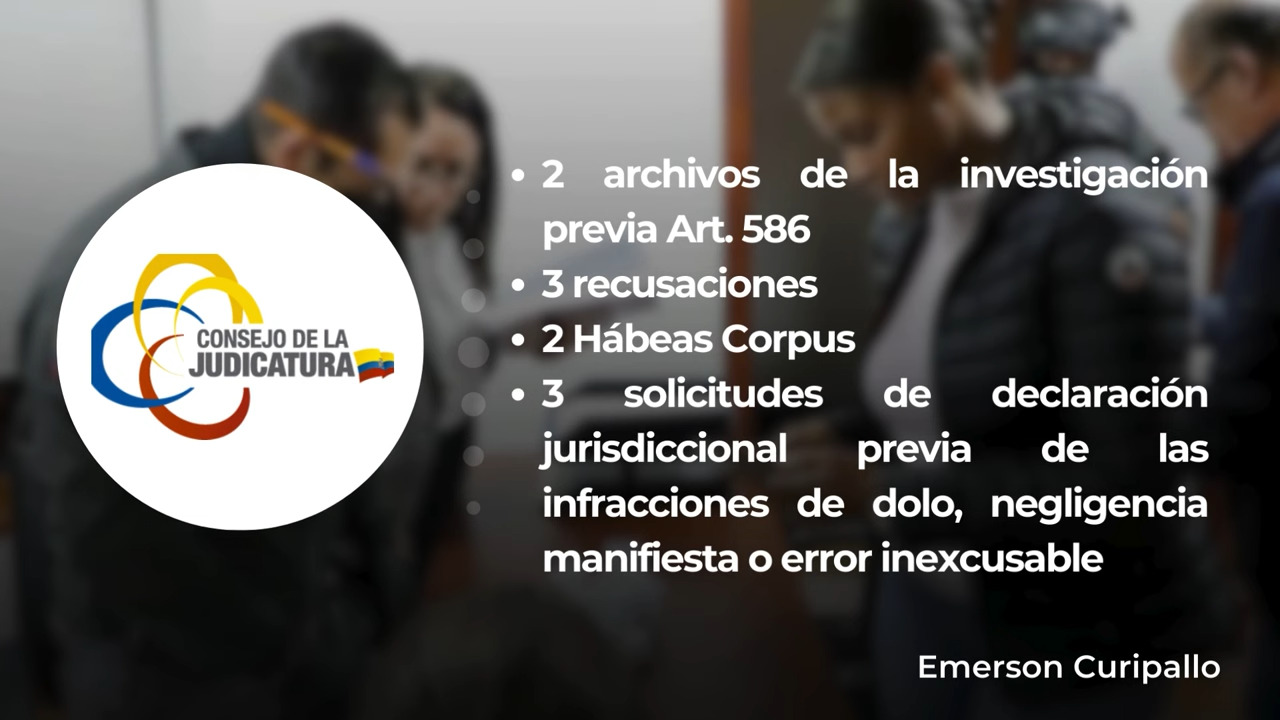 CONSEJO DE LA
JUDICATURA
• 2 archivos de la investigación
previa Art. 586
• 3 recusaciones
• 2 Hábeas Corpus
• 3 solicitudes de declaración
jurisdiccional previa de las
infracciones de dolo, negligencia
manifiesta o error inexcusable
Emerson Curipallo